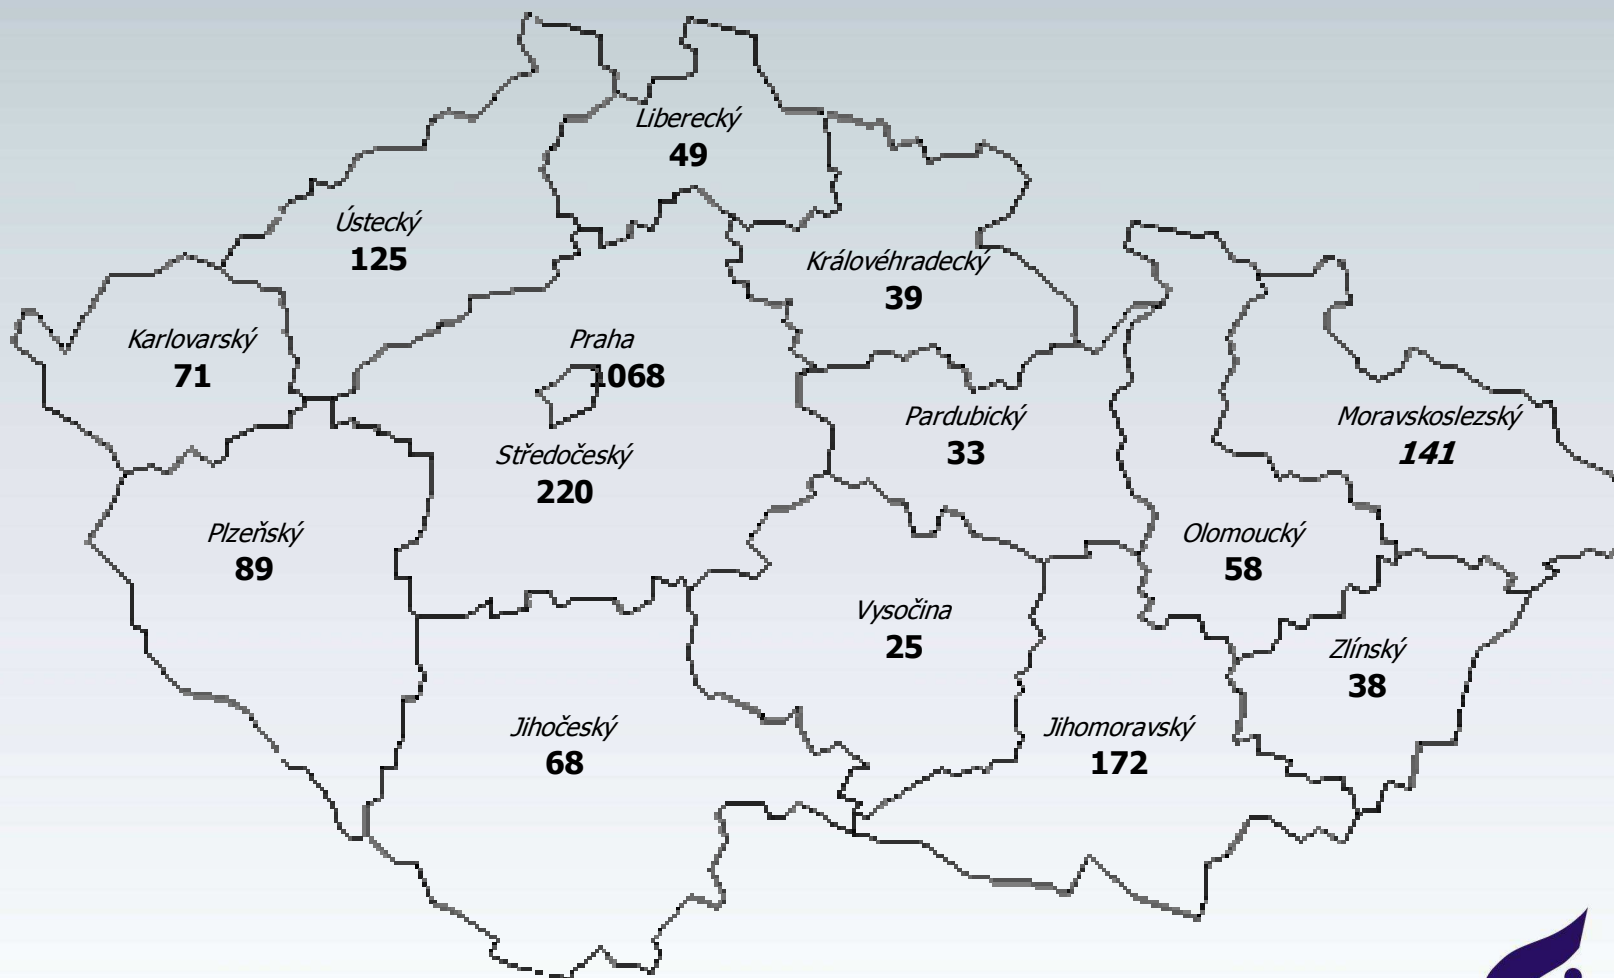 Liberecký
49
Ústecký
125
Královéhradecký
39
Karlovarský
71
Praha
1068
Pardubický
33
Moravskoslezský
141
Středočeský
220
Plzeňský
89
Olomoucký
58
Vysočina
25
Zlínský
38
Jihočeský
68
Jihomoravský
172